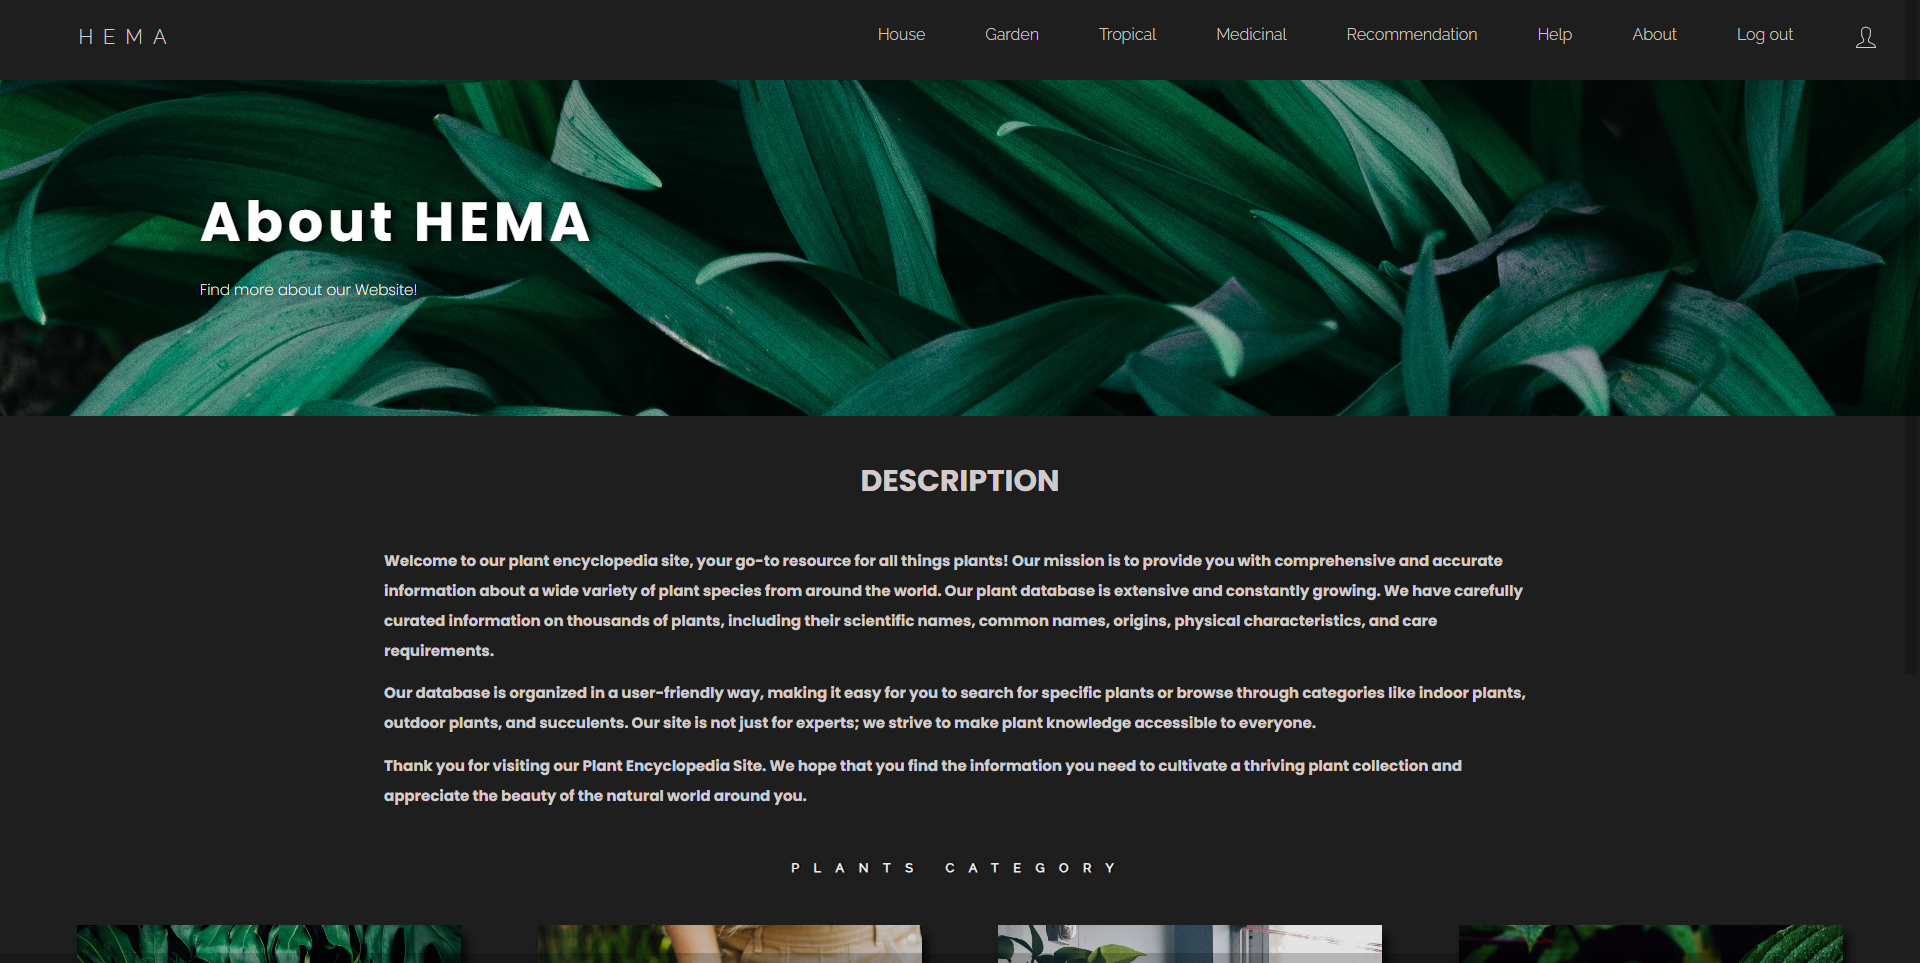 H E M A
House Garden Tropical Medicinal Recommendation Help About Log out
About HEMA
Find more about our Website!
DESCRIPTION
Welcome to our plant encyclopedia site, your go-to resource for all things plants! Our mission is to provide you with comprehensive and accurate
information about a wide variety of plant species from around the world. Our plant database is extensive and constantly growing. We have carefully
curated information on thousands of plants, including their scientific names, common names, origins, physical characteristics, and care
requirements.
Our database is organized in a user-friendly way, making it easy for you to search for specific plants or browse through categories like indoor plants,
outdoor plants, and succulents. Our site is not just for experts; we strive to make plant knowledge accessible to everyone.
Thank you for visiting our Plant Encyclopedia Site. We hope that you find the information you need to cultivate a thriving plant collection and
appreciate the beauty of the natural world around you.
PLANTS CATEGORY